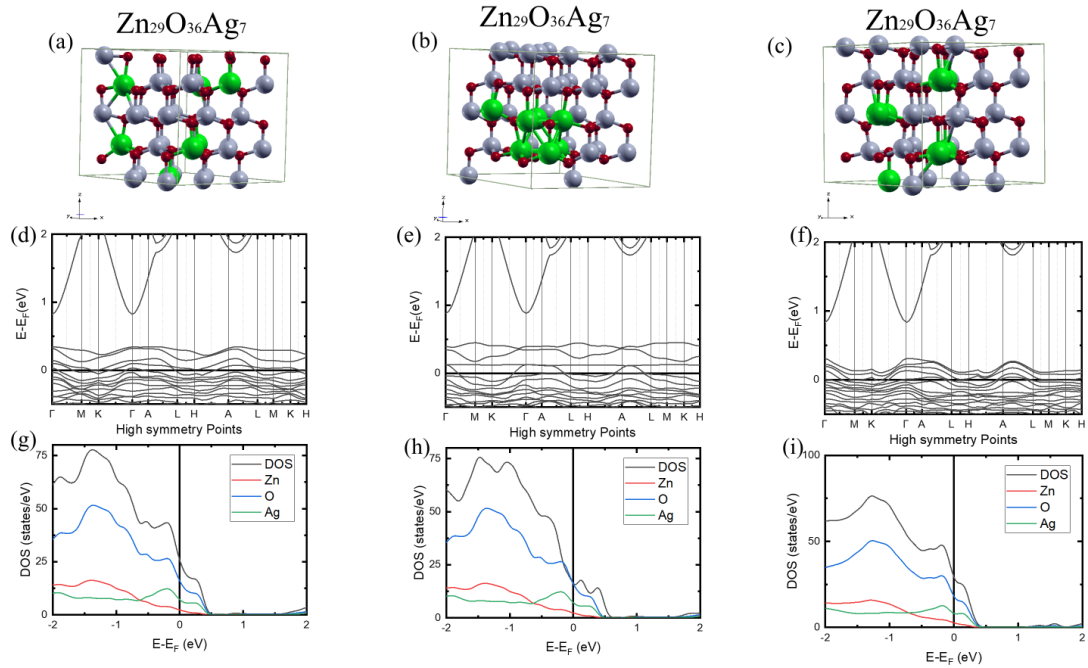 Zn29O36Ag7 Zn29O36Ag7 Zn29O36Ag7
(a) (b) (c)
z y x z y x z y x
(d) (e) (f)
2 2 2
1 1 1
0 0 0
E-EF(eV) E-EF(eV) E-EF(eV)
Γ M K Γ A L H A L M K H Γ M K Γ A L H A L M K H Γ M K Γ A L H A L M K H
High symmetry Points High symmetry Points High symmetry Points
(g) (h) (i)
75 75 100
50 50 75
25 25 50
0 0 25
0
DOS DOS DOS
Zn Zn Zn
O O O
Ag Ag Ag
DOS (states/eV) DOS (states/eV) DOS (states/eV)
-2 -1 0 1 2 -2 -1 0 1 2 -2 -1 0 1 2
E-EF (eV) E-EF (eV) E-EF (eV)